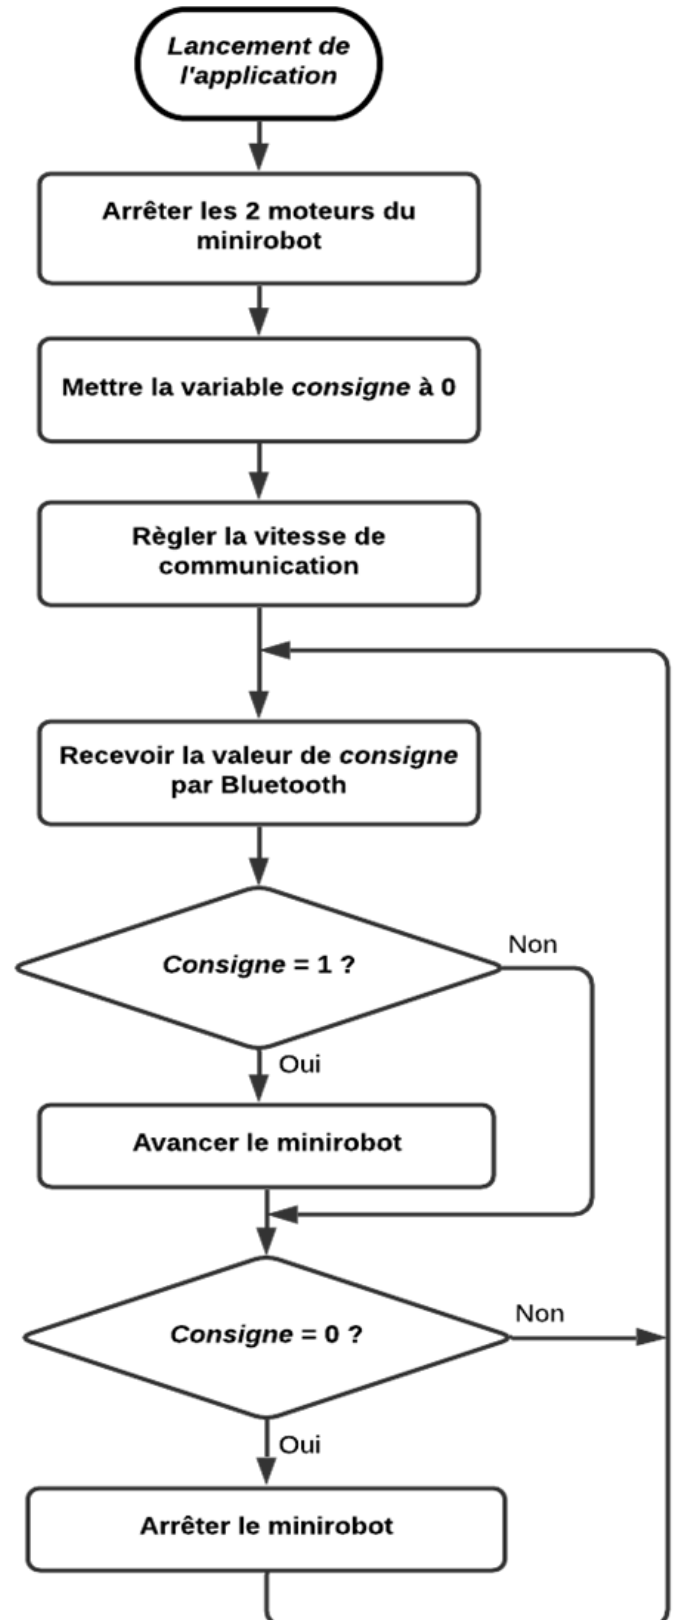 Lancement de
l'application
Arrêter les 2 moteurs du
minirobot
Mettre la variable consigne à 0
Règler la vitesse de
communication
Recevoir la valeur de consigne
par Bluetooth
Consigne = 1 ?
Non
Oui
Avancer le minirobot
Consigne = 0 ?
Non
Oui
Arrêter le minirobot